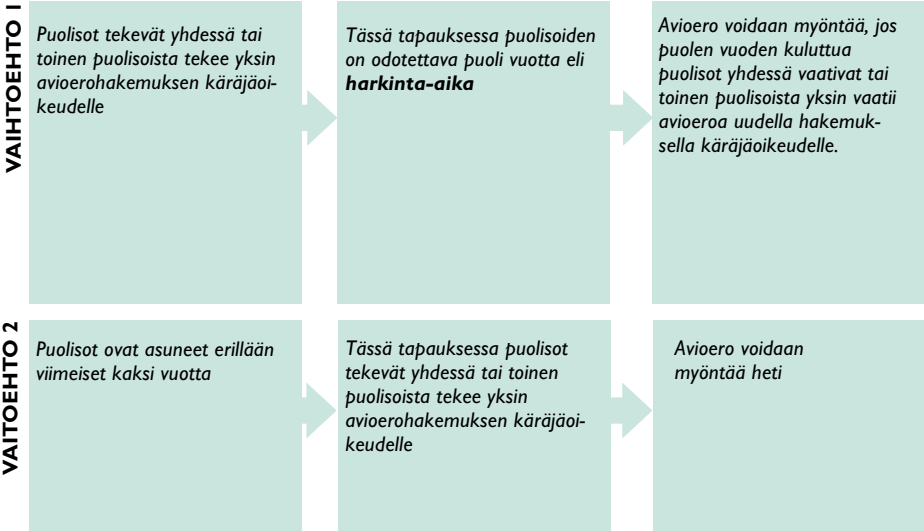 VAIHTOEHTO 1
Puolisot tekevät yhdessä tai
toinen puolisoista tekee yksin
avioerohakemuksen käräjäoi-
keudelle
Tässä tapauksessa puolisoiden
on odotettava puoli vuotta eli
harkinta-aika
Avioero voidaan myöntää, jos
puolen vuoden kuluttua
puolisot yhdessä vaativat tai
toinen puolisoista yksin vaatii
avioeroa uudella hakemuk-
sella käräjäoikeudelle.
VAITOEHTO 2
Puolisot ovat asuneet erillään
viimeiset kaksi vuotta
Tässä tapauksessa puolisot
tekevät yhdessä tai toinen
puolisoista tekee yksin
avioerohakemuksen käräjäoi-
keudelle
Avioero voidaan
myöntää heti